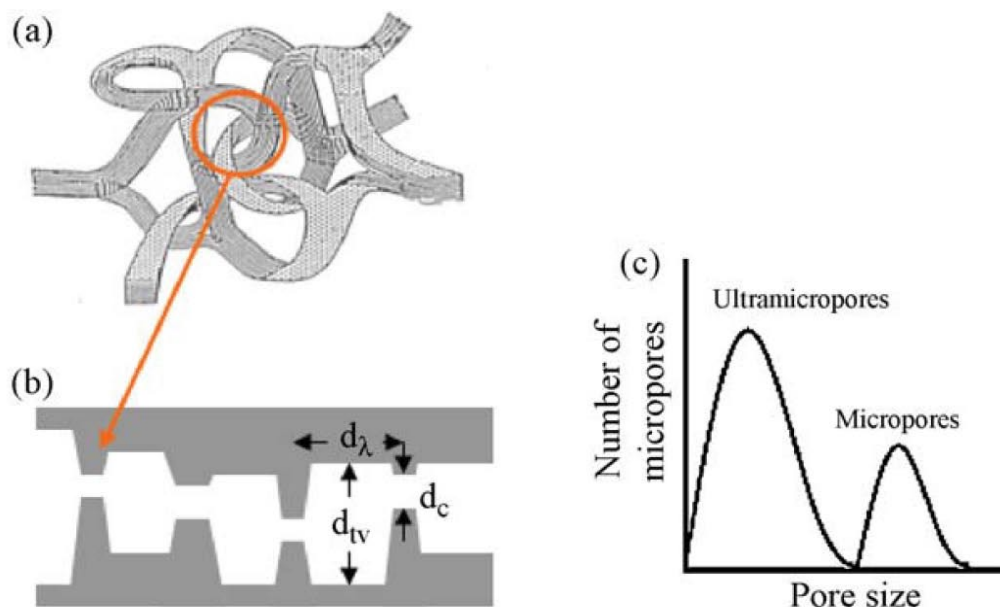 (a)
(b)
dλ
dc
dtv
(c)
Ultramicropores
Micropores
Number of
micropores
Pore size